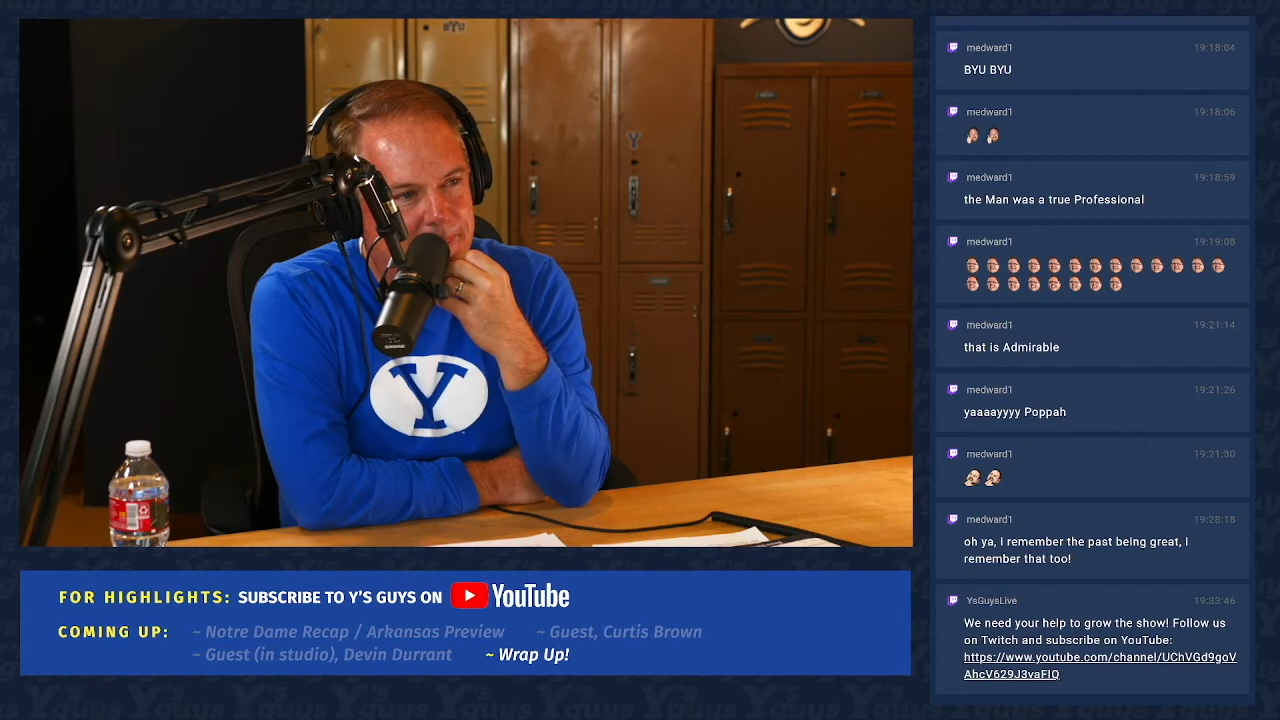 BYU
Y
Y
FOR HIGHLIGHTS: SUBSCRIBE TO Y'S GUYS ON YouTube
COMING UP: ~ Notre Dame Recap / Arkansas Preview ~ Guest, Curtis Brown
~ Guest (in studio), Devin Durrant ~ Wrap Up!
medward1 19:18:04
BYU BYU
medward1 19:18:06
medward1 19:18:59
the Man was a true Professional
medward1 19:19:08
medward1 19:21:14
that is Admirable
medward1 19:21:26
yaaaayyyy Poppah
medward1 19:21:30
medward1 19:28:18
oh ya, I remember the past being great, I
remember that too!
YsGuysLive 19:33:46
We need your help to grow the show! Follow us
on Twitch and subscribe on YouTube:
https://www.youtube.com/channel/UChVGd9goV
AhcV629J3vaFIQ